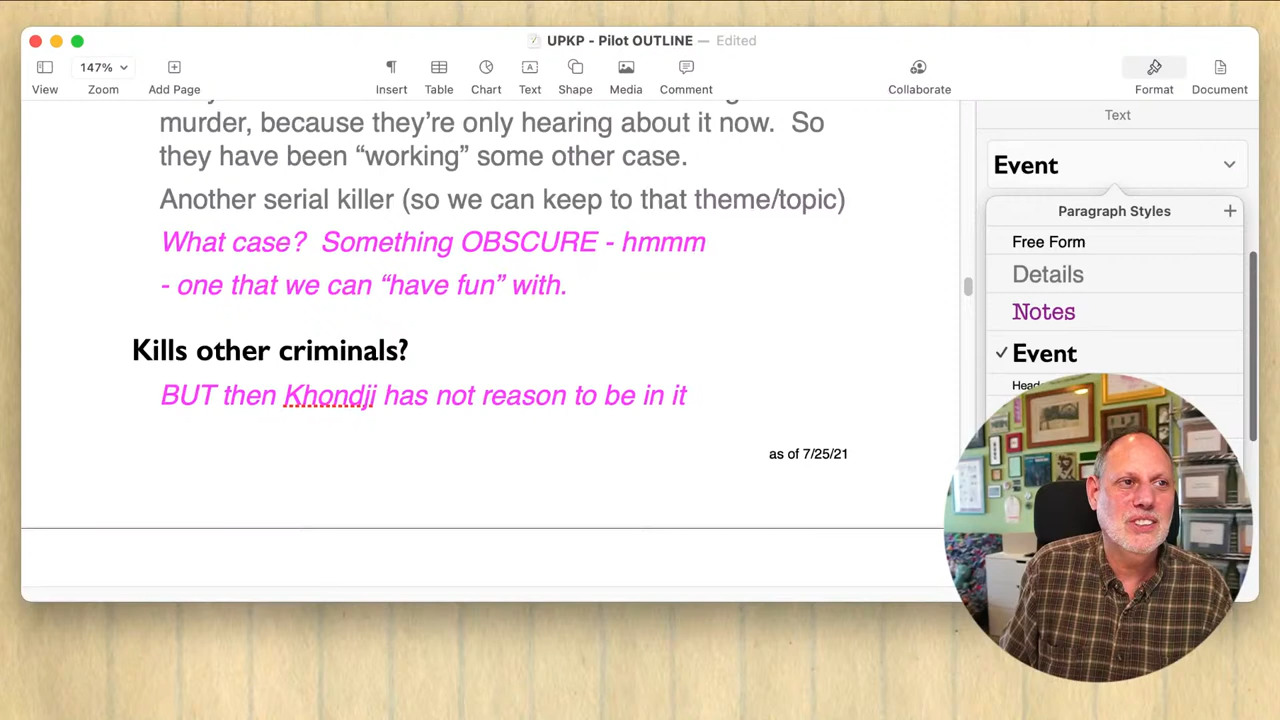 UPKP - Pilot OUTLINE — Edited
147%
View Zoom Add Page Insert Table Chart Shape Text Media Comment Collaborate Format Document
murder, because they’re only hearing about it now. So
they have been “working” some other case.
Another serial killer (so we can keep to that theme/topic)
What case? Something OBSCURE - hmmm
- one that we can “have fun” with.
Kills other criminals?
BUT then Khondji has not reason to be in it
as of 7/25/21
Text
Event
Paragraph Styles
Free Form
Details
Notes
Event